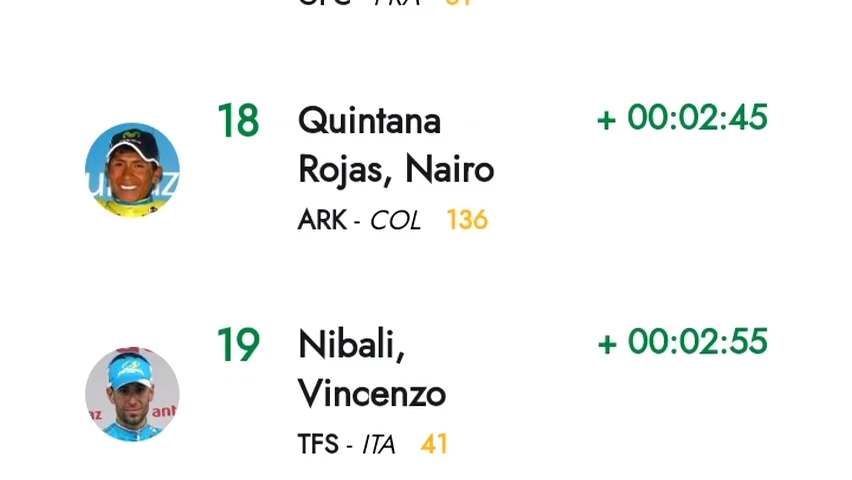 18 Quintana + 00:02:45
Rojas, Nairo
ARK - COL 136
19 Nibali, + 00:02:55
Vincenzo
TFS - ITA 41